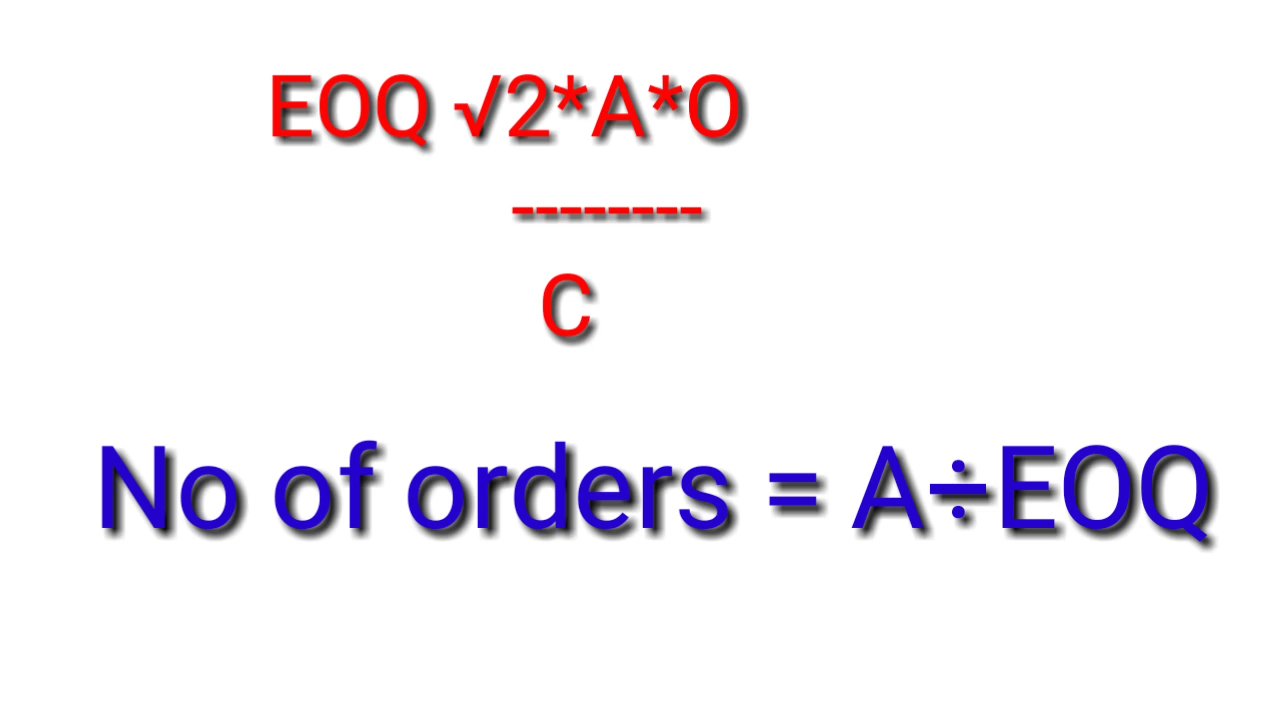 EOQ √2*A*O
--------
C
No of orders = A÷EOQ